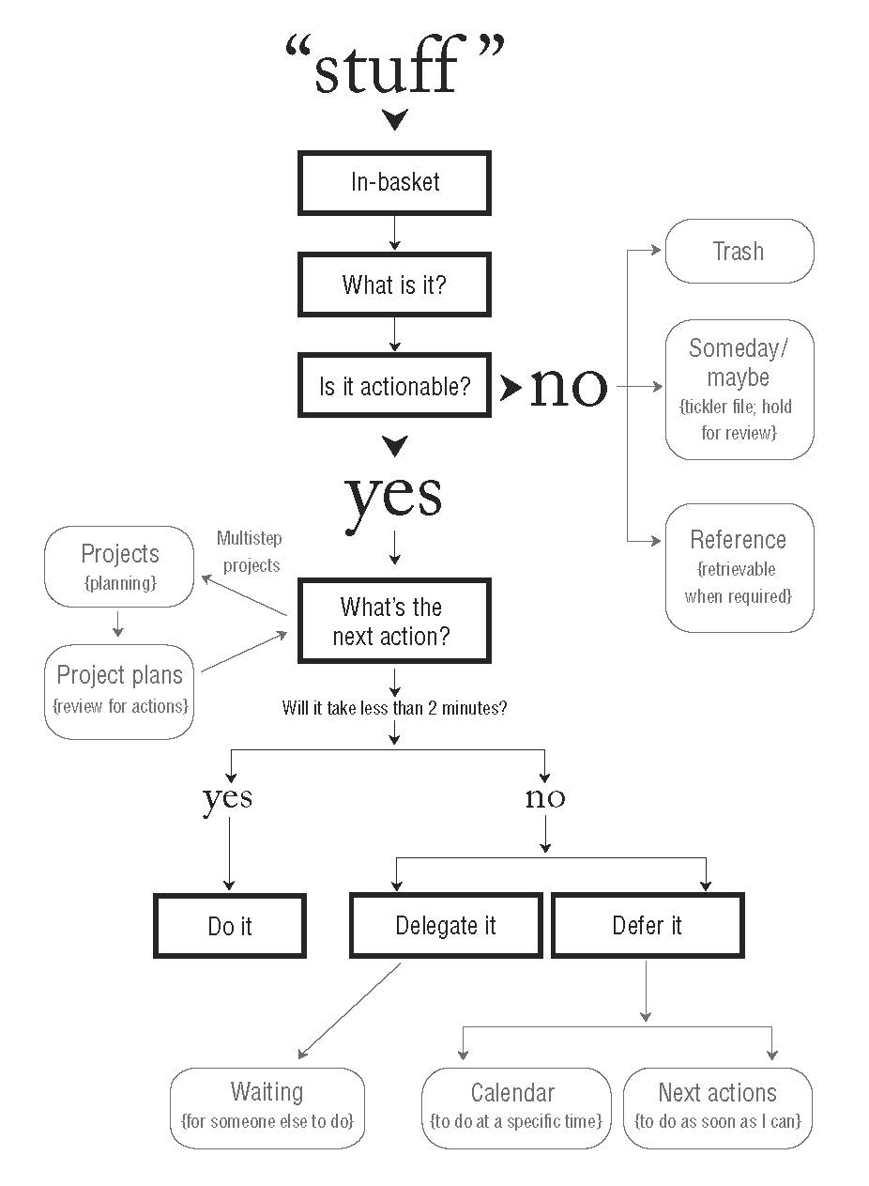 “stuff”
In-basket
What is it?
Is it actionable?
no
Trash
Someday/
maybe
{tickler file; hold
for review}
Reference
{retrievable
when required}
yes
Multistep
projects
Projects
{planning}
Project plans
{review for actions}
What’s the
next action?
Will it take less than 2 minutes?
yes
no
Do it
Delegate it
Defer it
Waiting
{for someone else to do}
Calendar
{to do at a specific time}
Next actions
{to do as soon as I can}